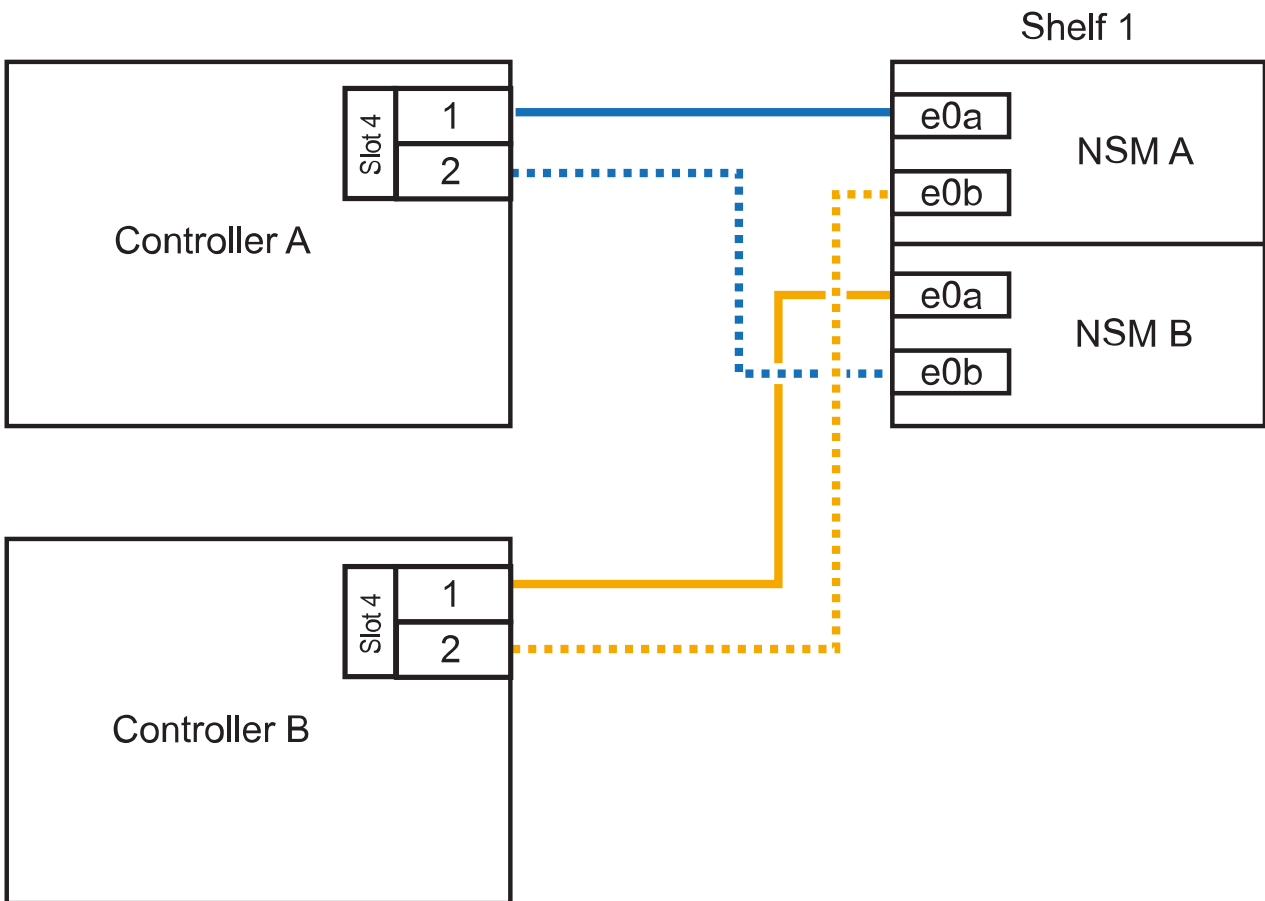 Shelf 1
Slot 4
1
2
Controller A
e0a
e0b
NSM A
e0a
e0b
NSM B
Slot 4
1
2
Controller B